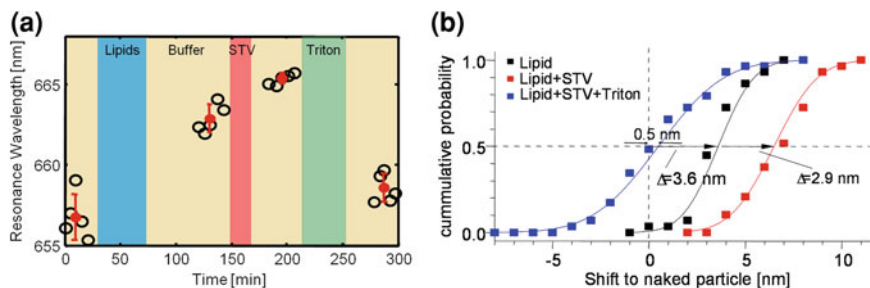 (a)
Lipids Buffer STV Triton
Resonance Wavelength [nm]
665
660
655
0 50 100 150 200 250 300
Time [min]
(b)
cummulative probability
1.0
0.5
0.0
Lipid
Lipid+STV
Lipid+STV+Triton
0.5 nm
Δ=3.6 nm
Δ=2.9 nm
-5 0 5 10
Shift to naked particle [nm]